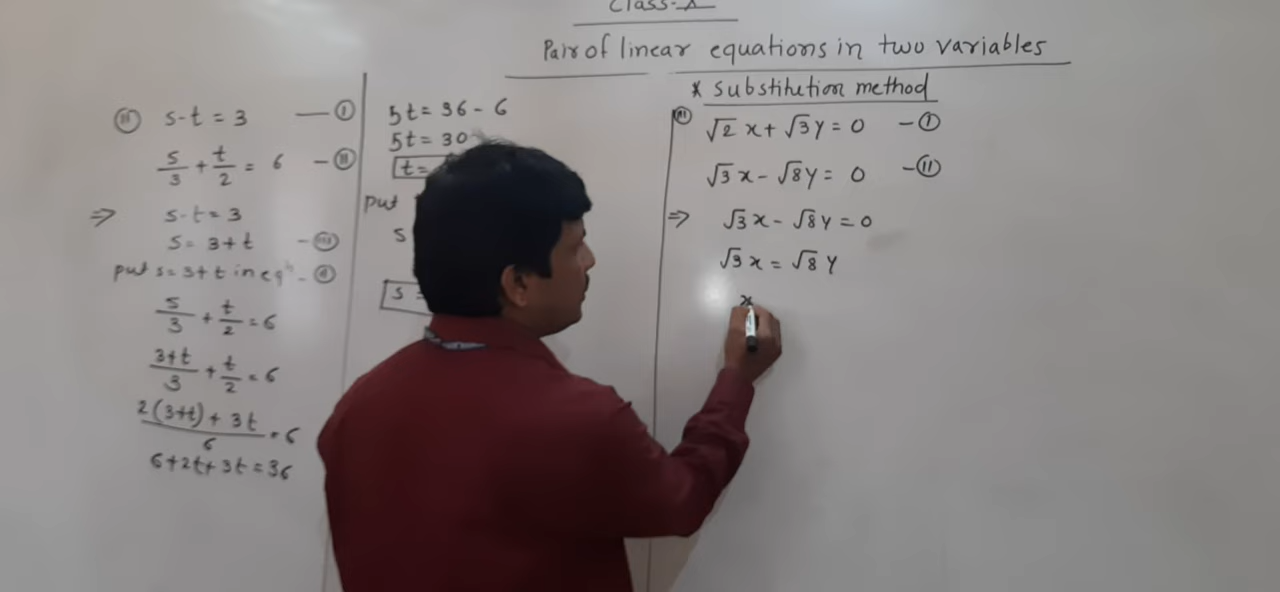 Class-X
Pair of linear equations in two variables
* Substitution method
(ii) s-t = 3 — (I)
s/3 + t/2 = 6 — (II)
⇒ s-t = 3
s = 3+t — (III)
put s = 3+t in eqⁿ - (II)
s/3 + t/2 = 6
3+t/3 + t/2 = 6
2(3+t) + 3t/6 = 6
6+2t+3t = 36
5t = 36 - 6
5t = 30
t =
put
s
s =
(iii) √2 x + √3 y = 0 — (I)
√3 x - √8 y = 0 — (II)
⇒ √3 x - √8 y = 0
√3 x = √8 y
x